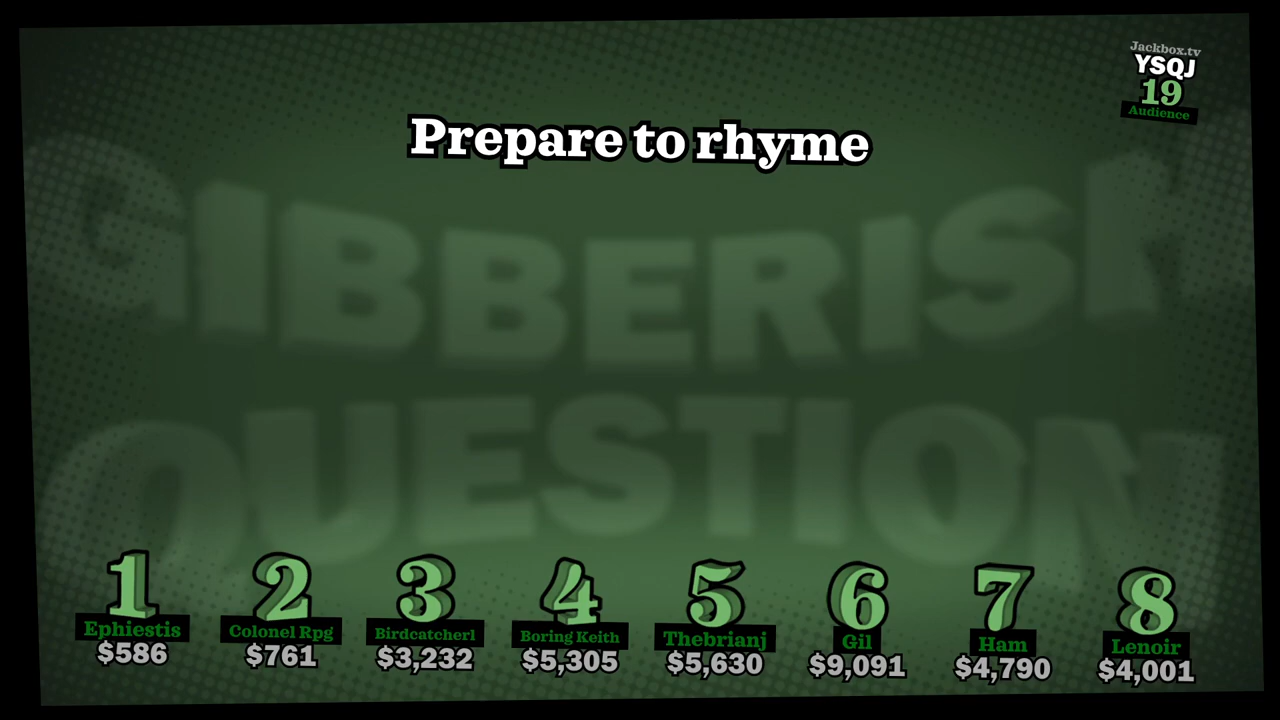 Jackbox.tv
YSQJ
19
Audience
Prepare to rhyme
GIBBERISH
QUESTION
1 2 3 4 5 6 7 8
Ephiestis Colonel Rpg Birdcatcherl Boring Keith Thebrianj Gil Ham Lenoir
$586 $761 $3,232 $5,305 $5,630 $9,091 $4,790 $4,001